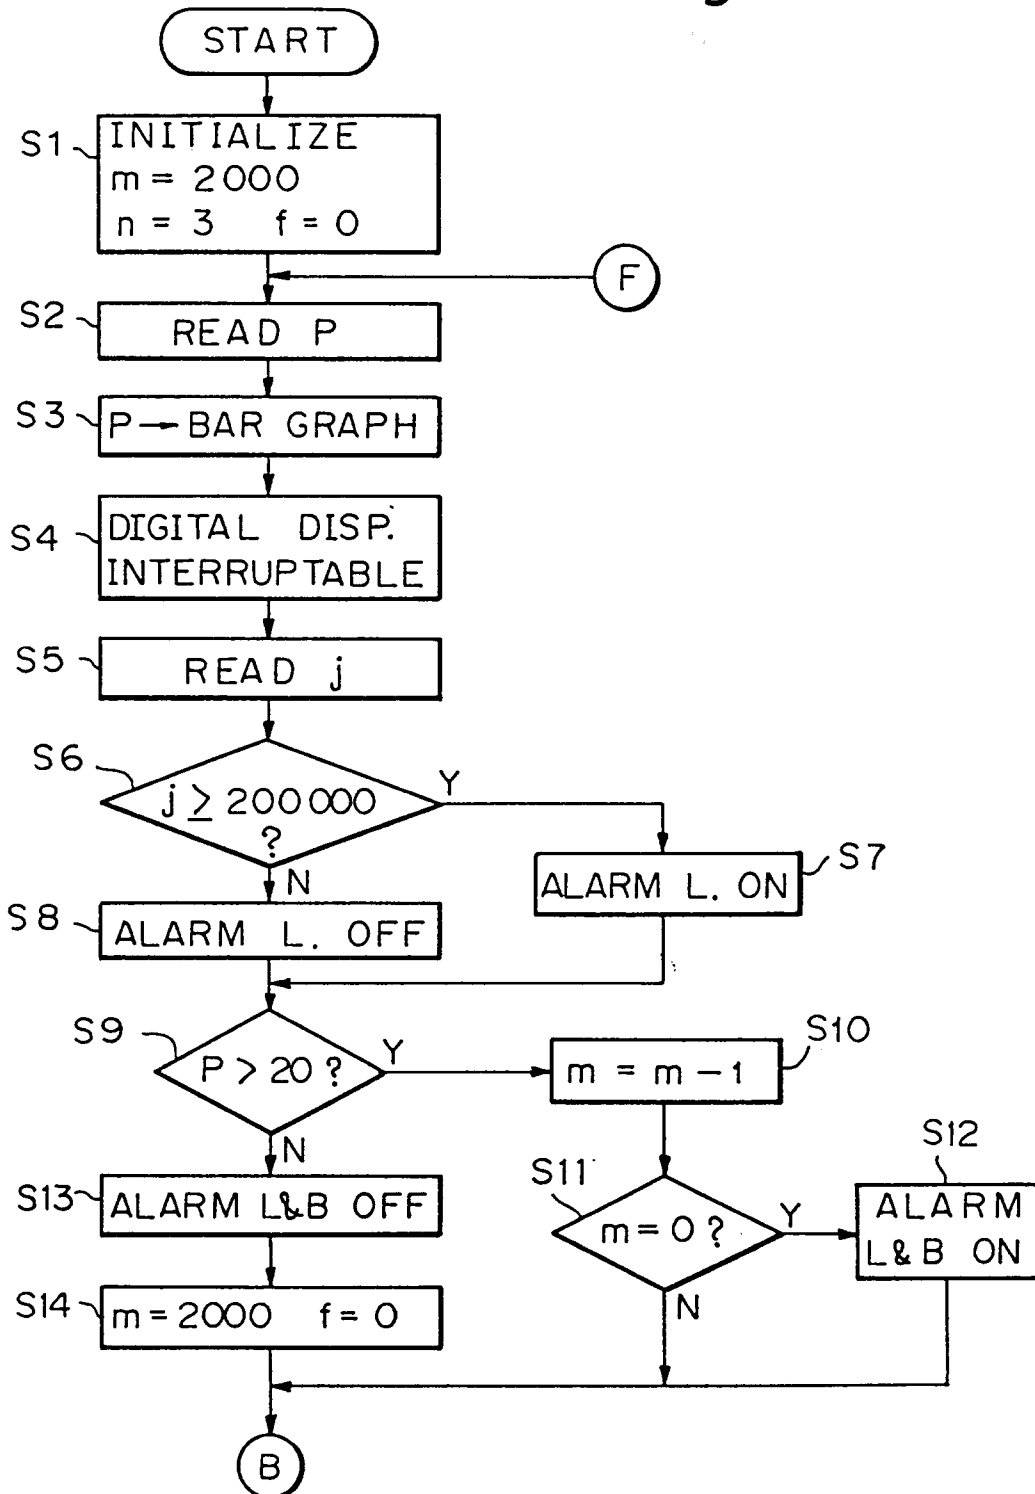 START
S1
INITIALIZE
m = 2000
n = 3 f = 0
F
S2
READ P
S3
P → BAR GRAPH
S4
DIGITAL DISP.
INTERRUPTABLE
S5
READ j
S6
j ≥ 200000
?
Y
N
S7
ALARM L. ON
S8
ALARM L. OFF
S9
P > 20 ?
Y
N
S10
m = m - 1
S11
m = 0 ?
Y
N
S12
ALARM
L&B ON
S13
ALARM L&B OFF
S14
m = 2000 f = 0
B